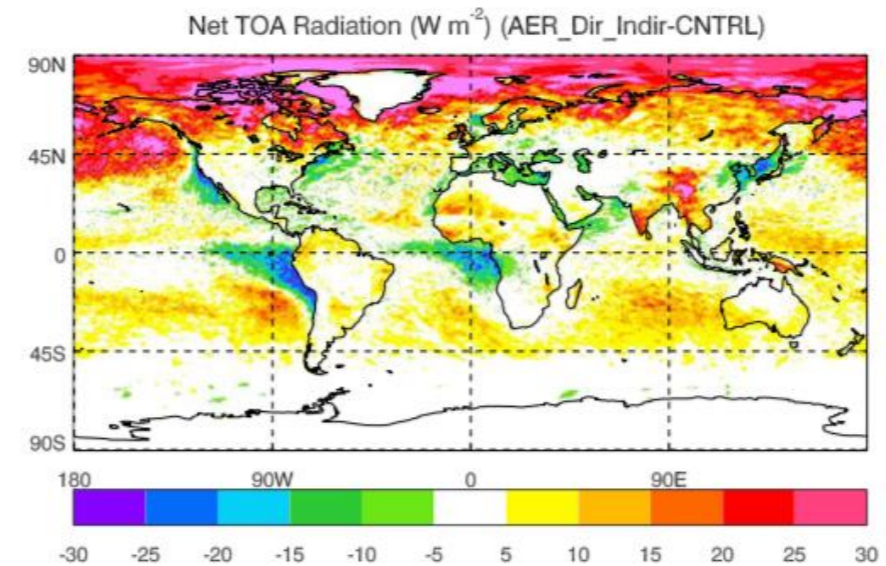 Net TOA Radiation (W m⁻²) (AER_Dir_Indir-CNTRL)
90N
45N
0
45S
90S
180 90W 0 90E
-30 -25 -20 -15 -10 -5 5 10 15 20 25 30